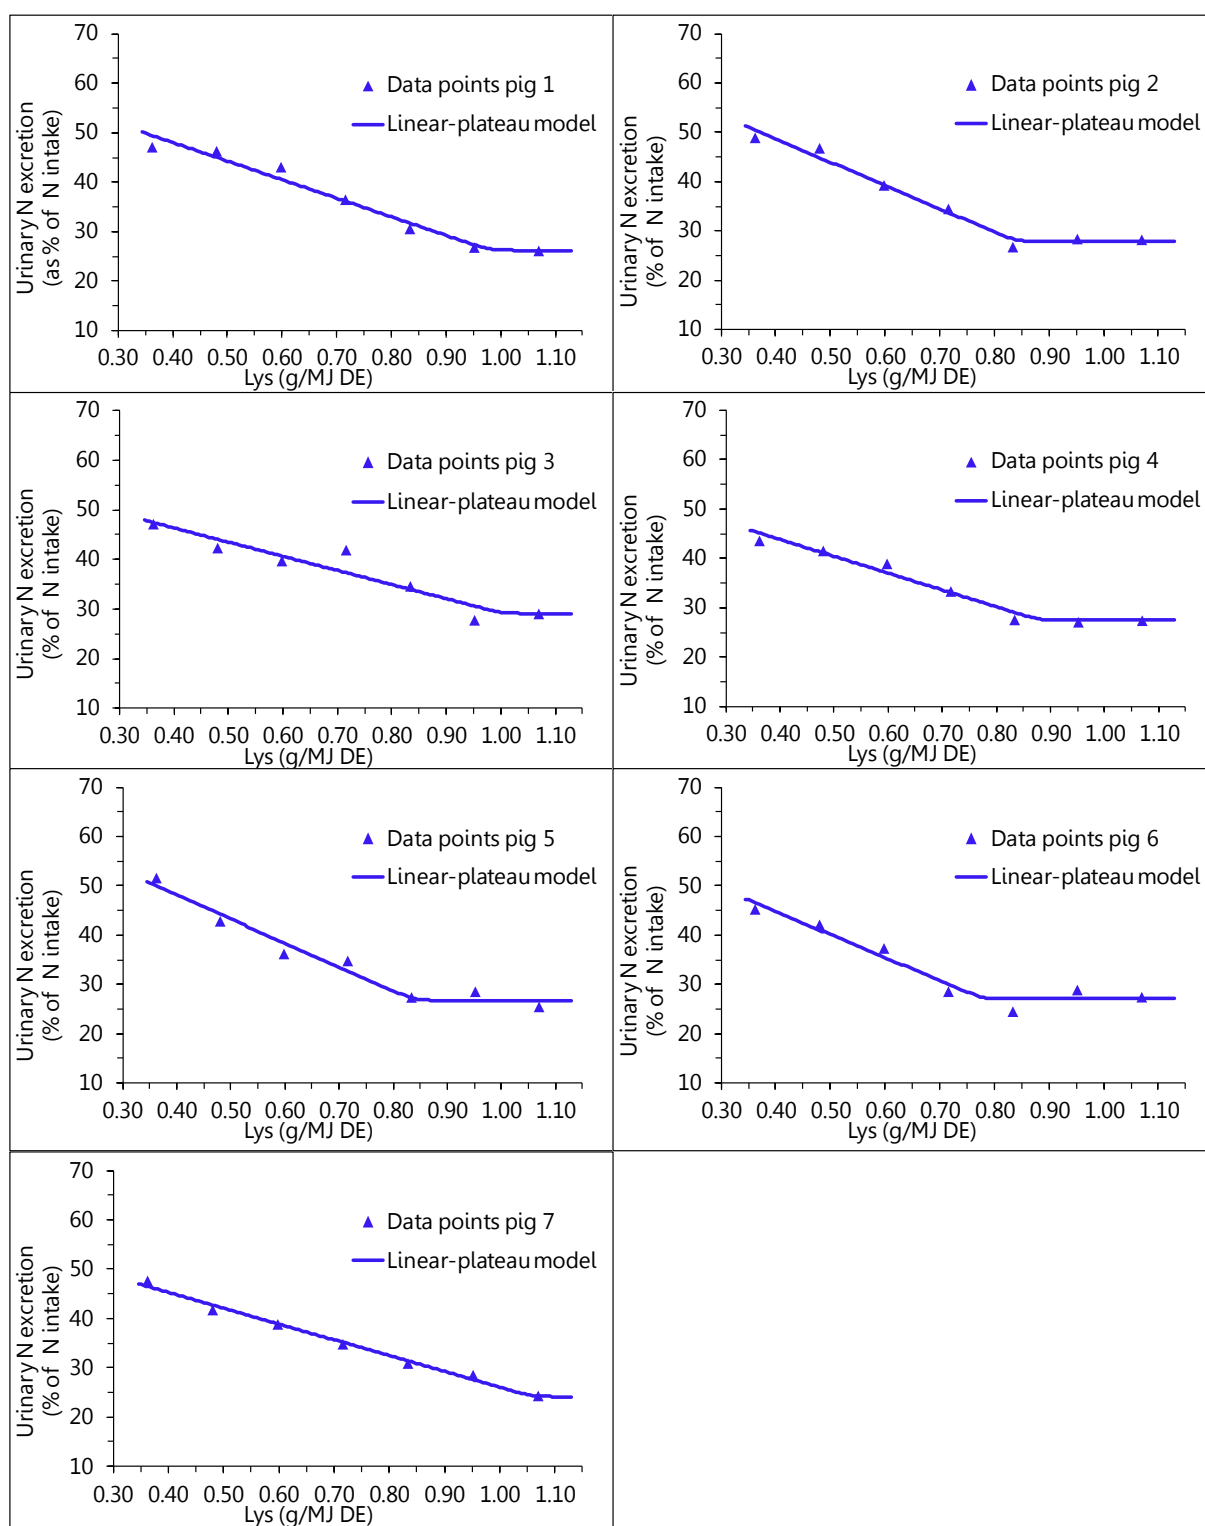 70
60
50
40
30
20
10
Urinary N excretion
(as % of N intake)
Data points pig 1
Linear-plateau model
0.30 0.40 0.50 0.60 0.70 0.80 0.90 1.00 1.10
Lys (g/MJ DE)
70
60
50
40
30
20
10
Urinary N excretion
(% of N intake)
Data points pig 2
Linear-plateau model
0.30 0.40 0.50 0.60 0.70 0.80 0.90 1.00 1.10
Lys (g/MJ DE)
70
60
50
40
30
20
10
Urinary N excretion
(% of N intake)
Data points pig 3
Linear-plateau model
0.30 0.40 0.50 0.60 0.70 0.80 0.90 1.00 1.10
Lys (g/MJ DE)
70
60
50
40
30
20
10
Urinary N excretion
(% of N intake)
Data points pig 4
Linear-plateau model
0.30 0.40 0.50 0.60 0.70 0.80 0.90 1.00 1.10
Lys (g/MJ DE)
70
60
50
40
30
20
10
Urinary N excretion
(% of N intake)
Data points pig 5
Linear-plateau model
0.30 0.40 0.50 0.60 0.70 0.80 0.90 1.00 1.10
Lys (g/MJ DE)
70
60
50
40
30
20
10
Urinary N excretion
(% of N intake)
Data points pig 6
Linear-plateau model
0.30 0.40 0.50 0.60 0.70 0.80 0.90 1.00 1.10
Lys (g/MJ DE)
70
60
50
40
30
20
10
Urinary N excretion
(% of N intake)
Data points pig 7
Linear-plateau model
0.30 0.40 0.50 0.60 0.70 0.80 0.90 1.00 1.10
Lys (g/MJ DE)